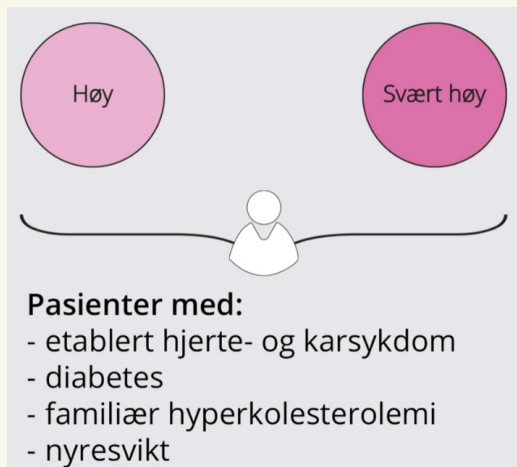 Høy
Svært høy
Pasienter med:
- etablert hjerte- og karsykdom
- diabetes
- familiær hyperkolesterolemi
- nyresvikt